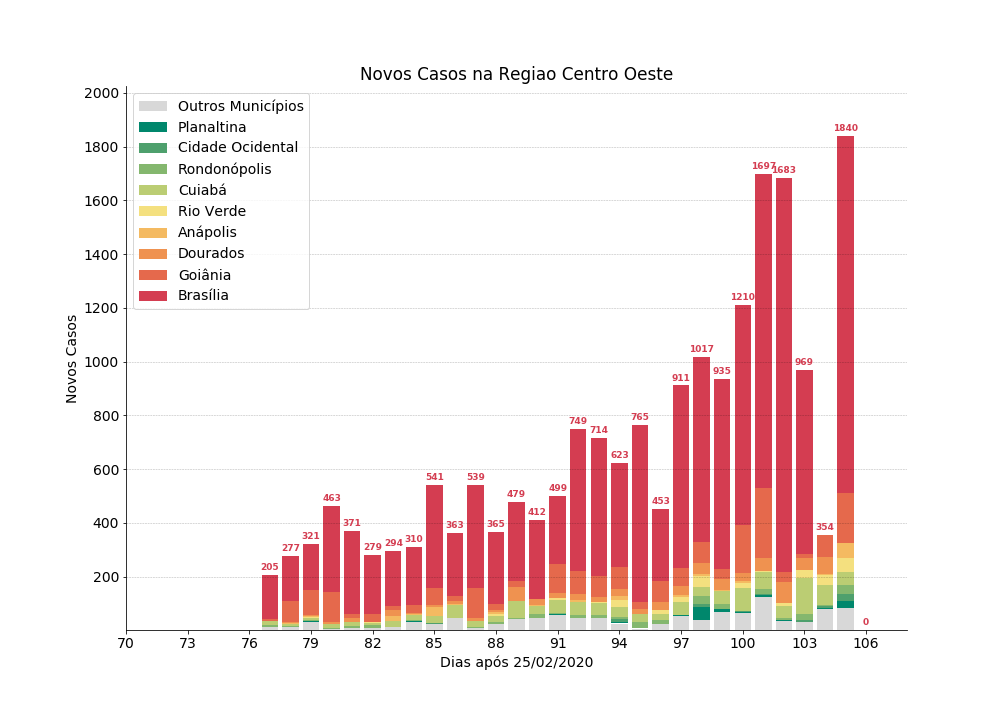 Novos Casos na Regiao Centro Oeste
Novos Casos
2000
1800
1600
1400
1200
1000
800
600
400
200
Outros Municípios
Planaltina
Cidade Ocidental
Rondonópolis
Cuiabá
Rio Verde
Anápolis
Dourados
Goiânia
Brasília
205
277
321
463
371
279
294
310
541
363
539
365
479
412
499
749
714
623
765
453
911
1017
935
1210
1697
1683
969
354
1840
0
70 73 76 79 82 85 88 91 94 97 100 103 106
Dias após 25/02/2020